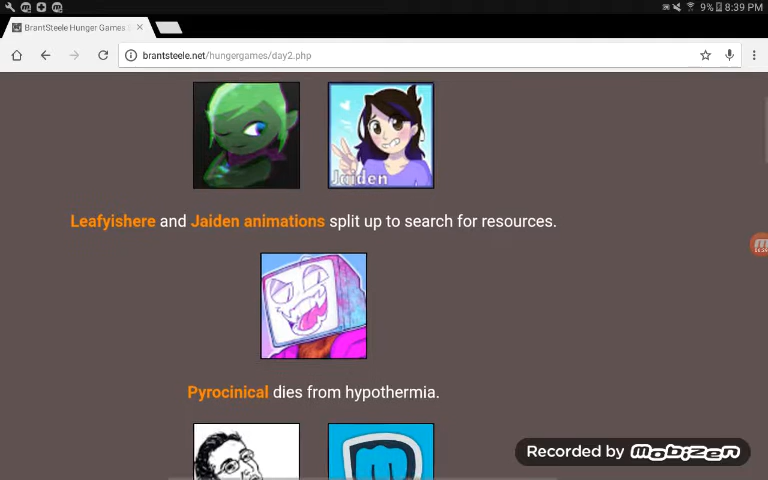 9% 8:39 PM
BrantSteele Hunger Games
brantsteele.net/hungergames/day2.php
Jaiden
Leafyishere and Jaiden animations split up to search for resources.
Pyrocinical dies from hypothermia.
Recorded by mobizen